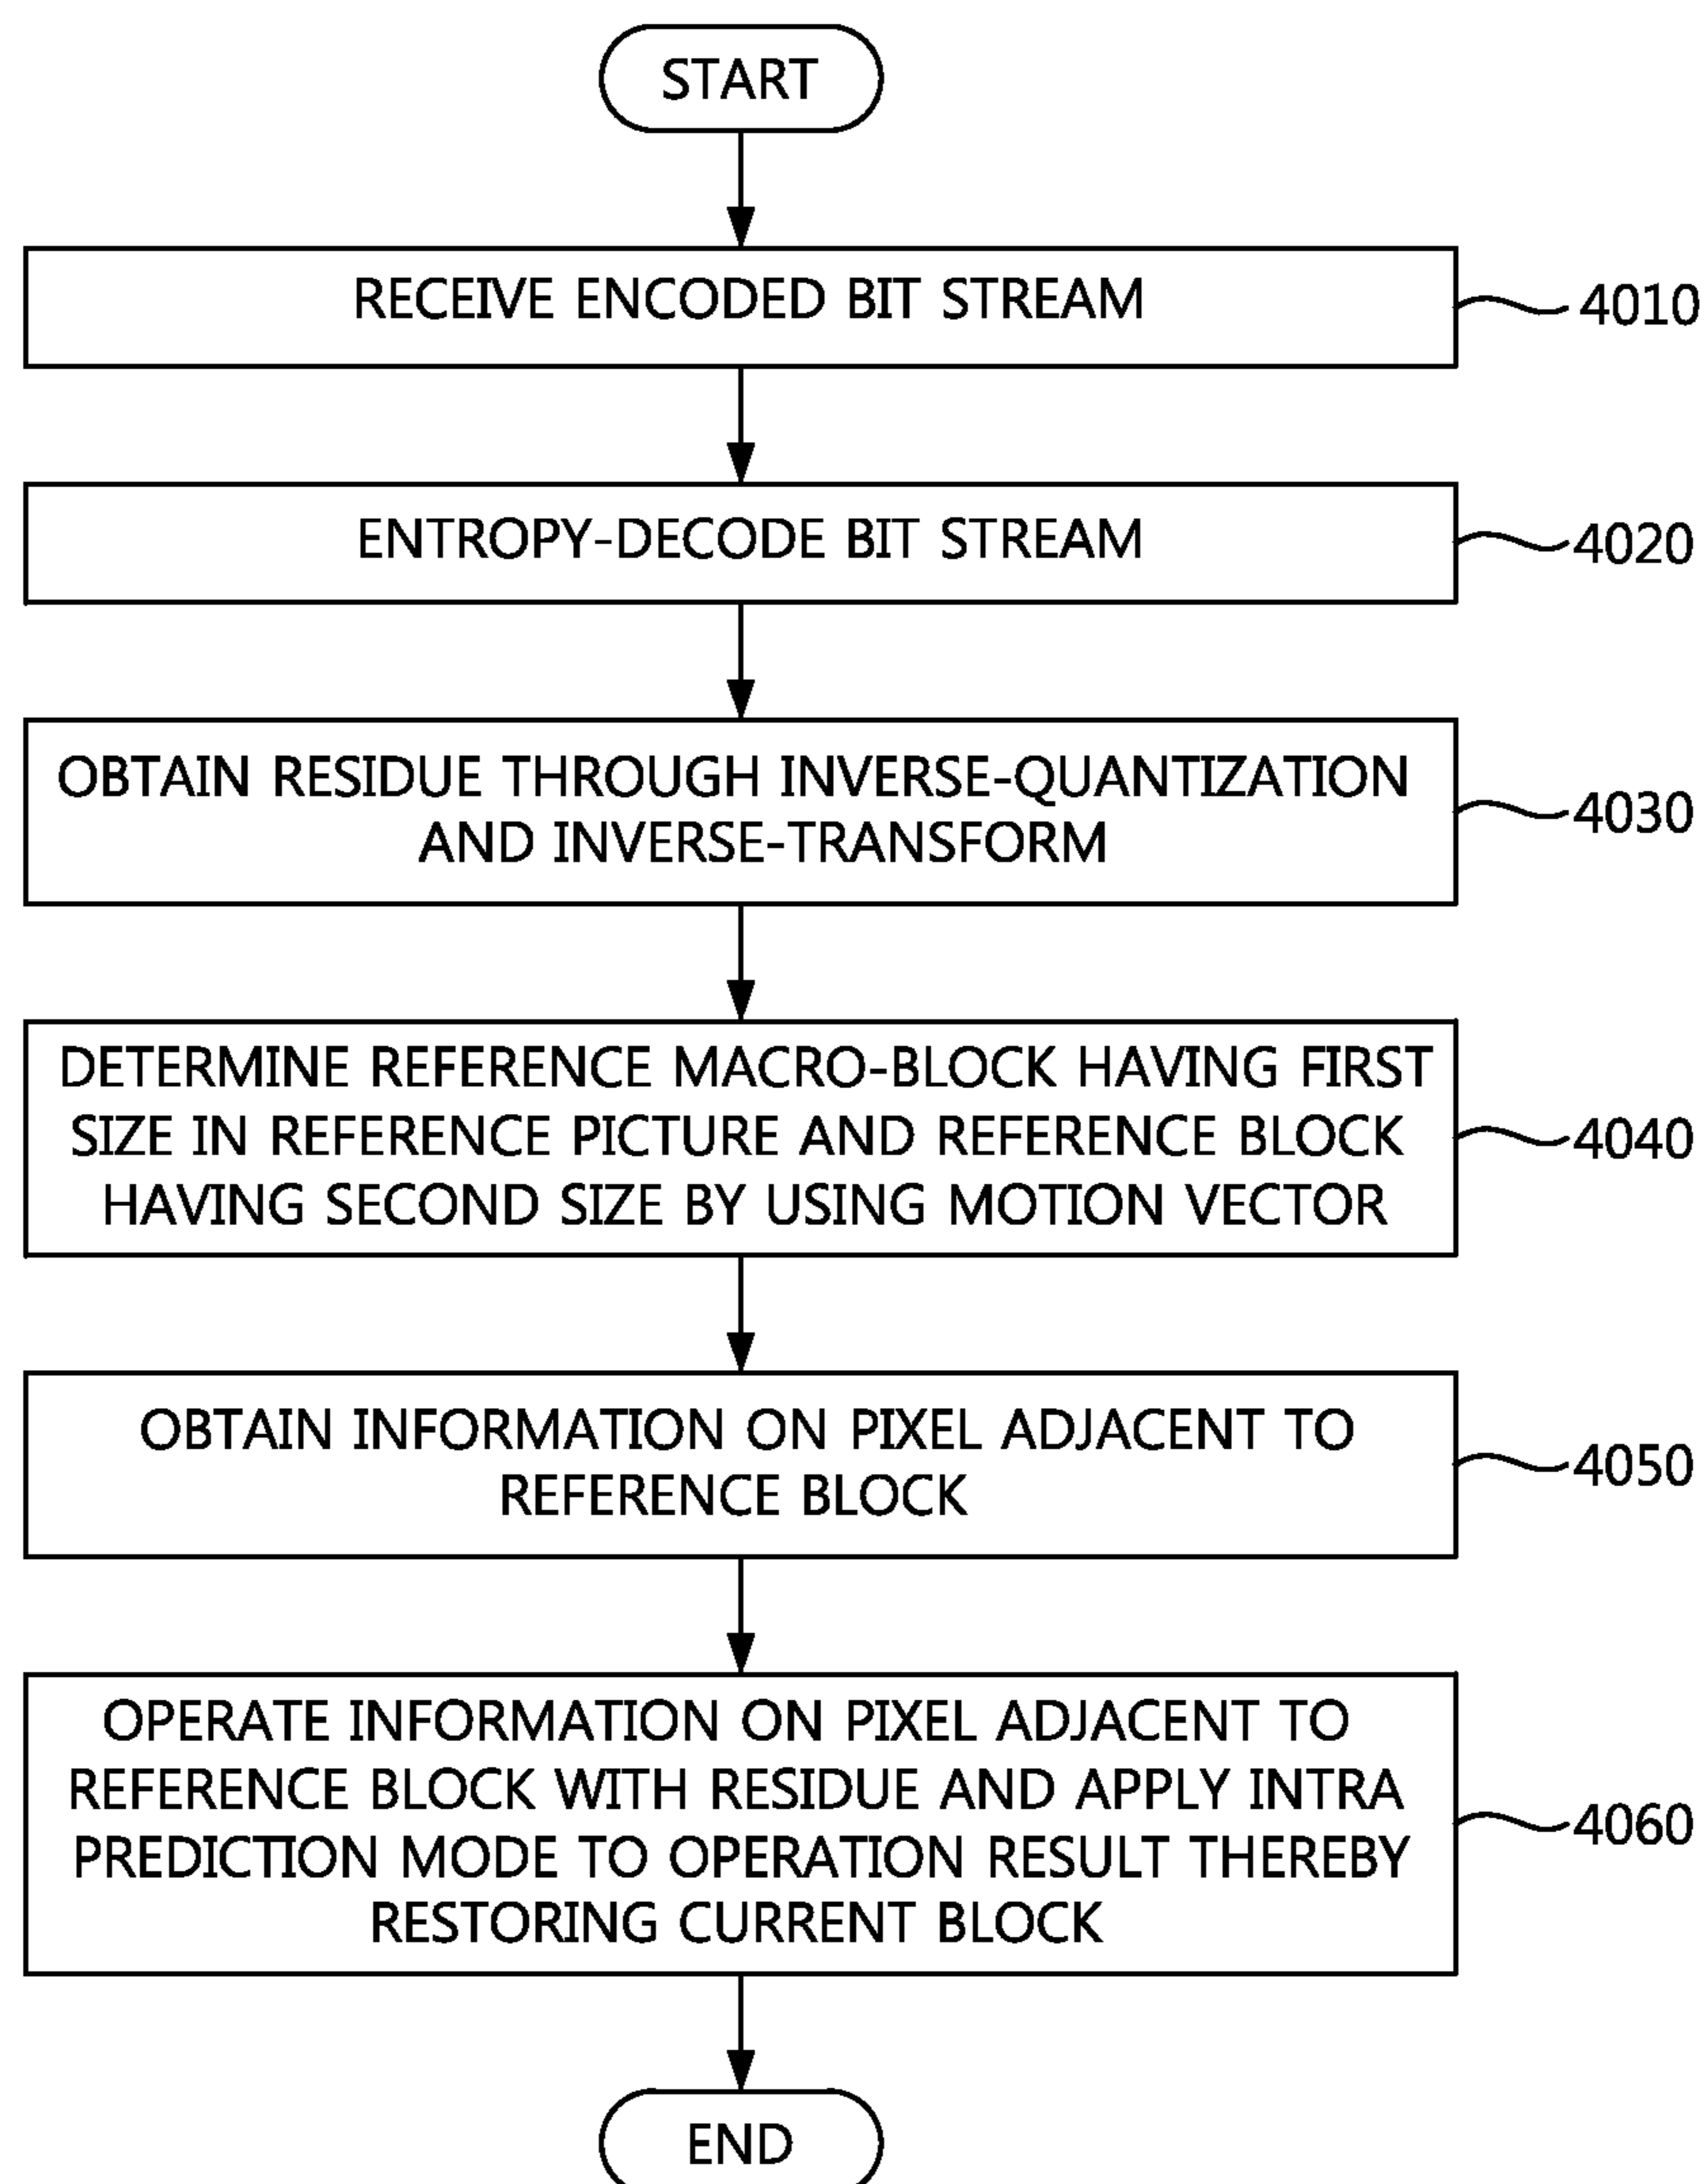 START
RECEIVE ENCODED BIT STREAM
4010
ENTROPY-DECODE BIT STREAM
4020
OBTAIN RESIDUE THROUGH INVERSE-QUANTIZATION
AND INVERSE-TRANSFORM
4030
DETERMINE REFERENCE MACRO-BLOCK HAVING FIRST
SIZE IN REFERENCE PICTURE AND REFERENCE BLOCK
HAVING SECOND SIZE BY USING MOTION VECTOR
4040
OBTAIN INFORMATION ON PIXEL ADJACENT TO
REFERENCE BLOCK
4050
OPERATE INFORMATION ON PIXEL ADJACENT TO
REFERENCE BLOCK WITH RESIDUE AND APPLY INTRA
PREDICTION MODE TO OPERATION RESULT THEREBY
RESTORING CURRENT BLOCK
4060
END